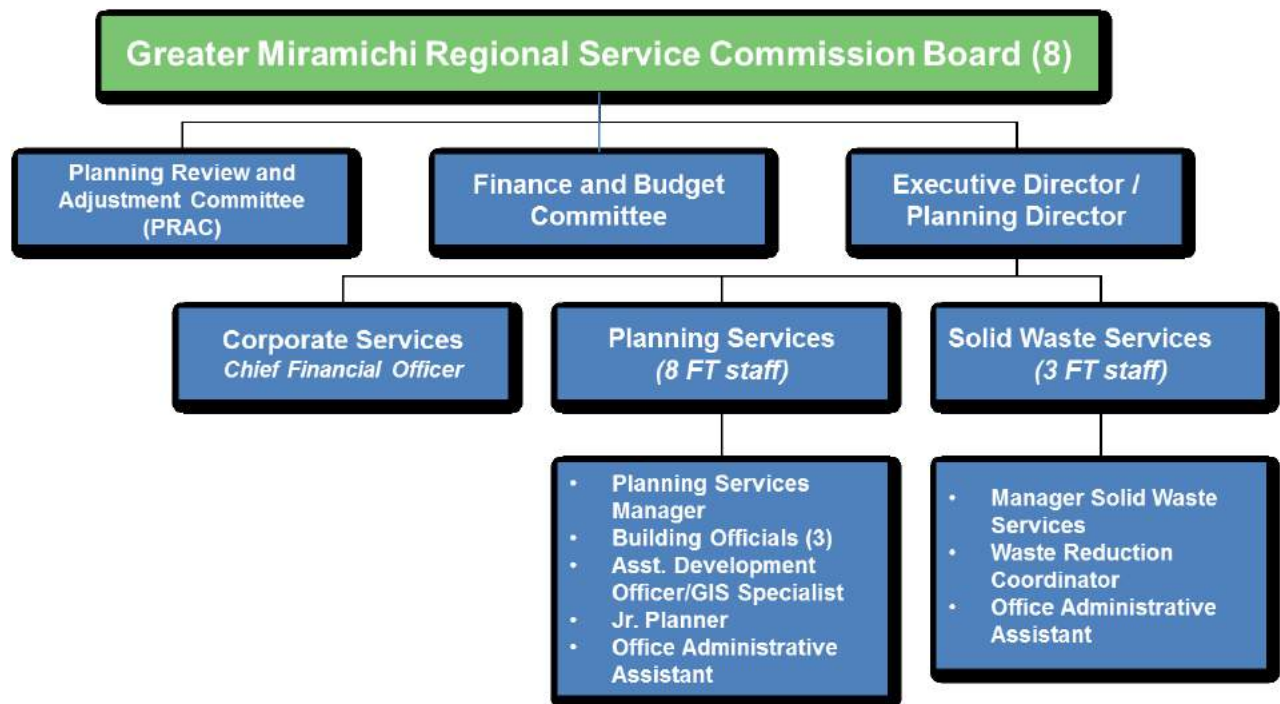 Greater Miramichi Regional Service Commission Board (8)
Planning Review and
Adjustment Committee
(PRAC)
Finance and Budget
Committee
Executive Director /
Planning Director
Corporate Services
Chief Financial Officer
Planning Services
(8 FT staff)
Solid Waste Services
(3 FT staff)
• Planning Services
Manager
• Building Officials (3)
• Asst. Development
Officer/GIS Specialist
• Jr. Planner
• Office Administrative
Assistant
• Manager Solid Waste
Services
• Waste Reduction
Coordinator
• Office Administrative
Assistant